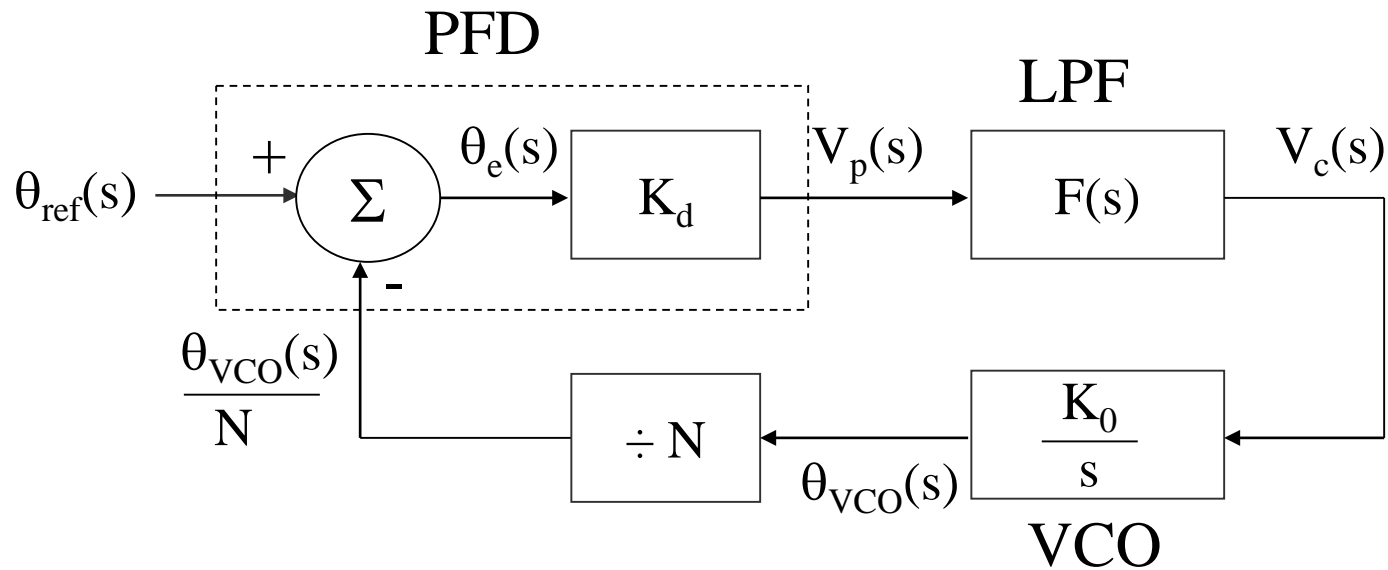 PFD
LPF
+
θref(s)
Σ
θe(s)
Kd
Vp(s)
F(s)
Vc(s)
-
θVCO(s)
N
÷ N
θVCO(s)
K0
s
VCO